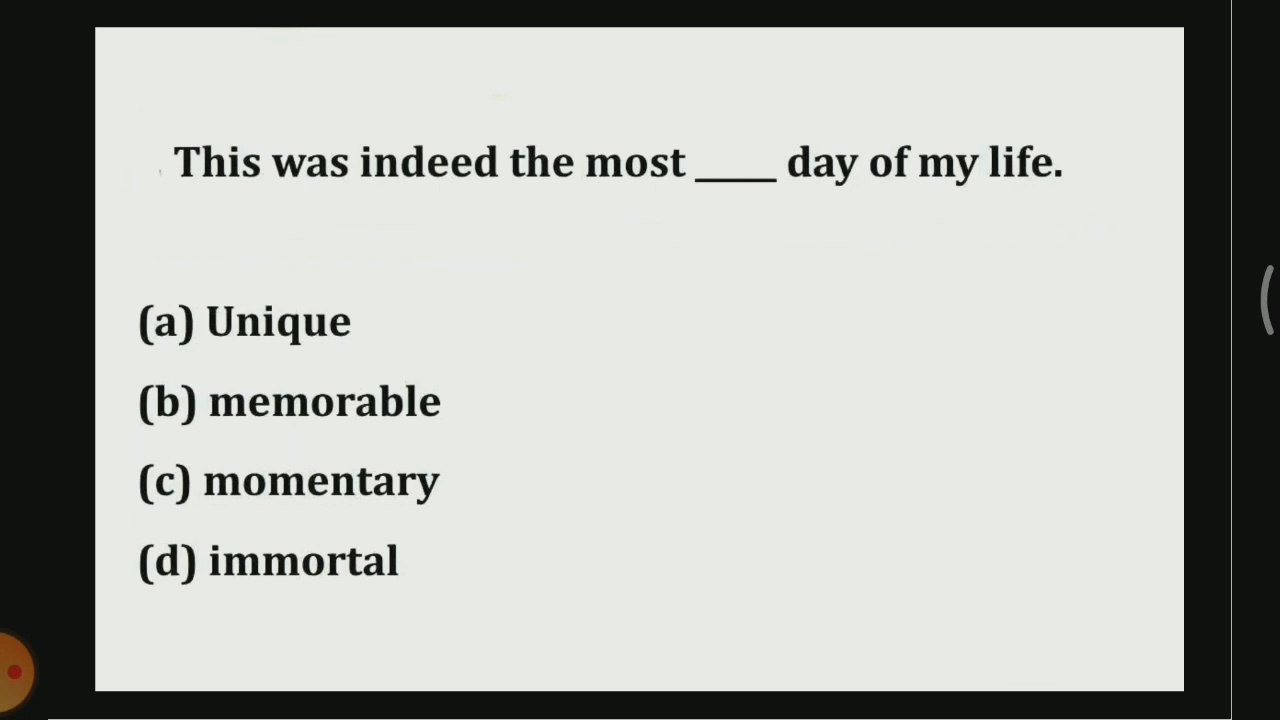 This was indeed the most _____ day of my life.
(a) Unique
(b) memorable
(c) momentary
(d) immortal